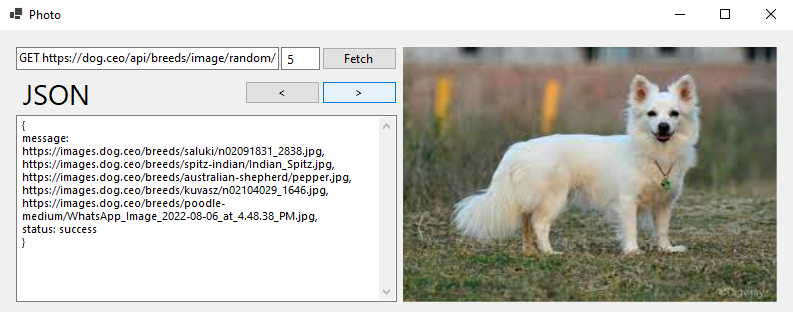 Photo
GET https://dog.ceo/api/breeds/image/random/
5
Fetch
JSON
<
>
{
message:
https://images.dog.ceo/breeds/saluki/n02091831_2838.jpg,
https://images.dog.ceo/breeds/spitz-indian/Indian_Spitz.jpg,
https://images.dog.ceo/breeds/australian-shepherd/pepper.jpg,
https://images.dog.ceo/breeds/kuvasz/n02104029_1646.jpg,
https://images.dog.ceo/breeds/poodle-
medium/WhatsApp_Image_2022-08-06_at_4.48.38_PM.jpg,
status: success
}